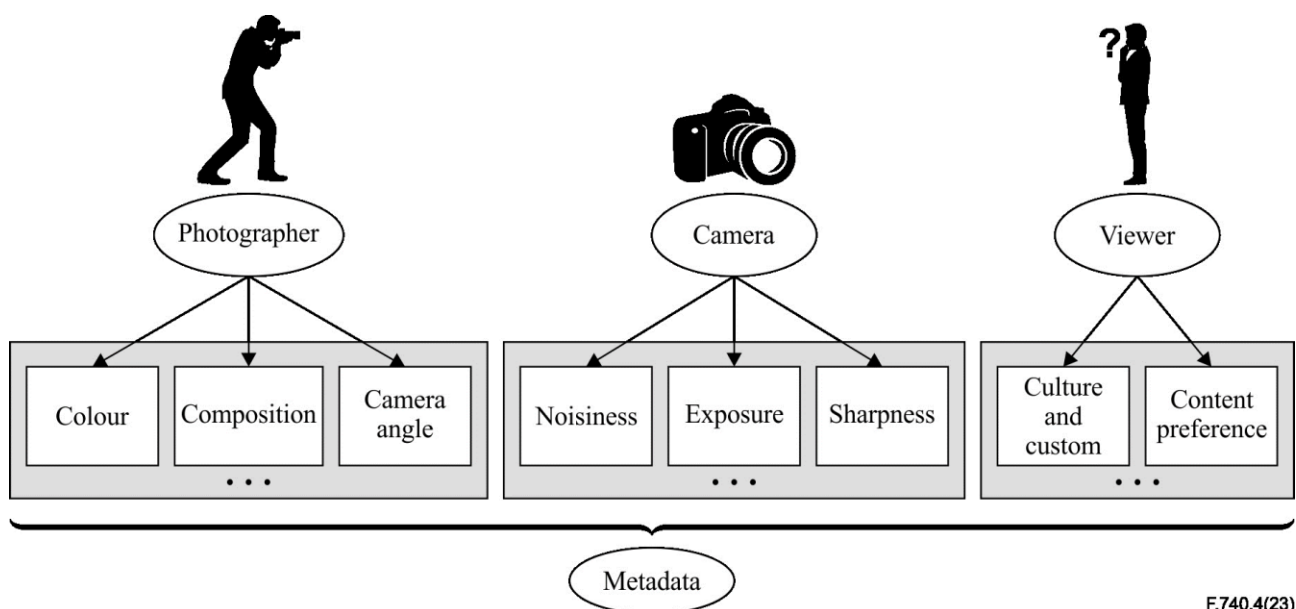 ?
Photographer
Camera
Viewer
Colour
Composition
Camera
angle
Noisiness
Exposure
Sharpness
Culture
and
custom
Content
preference
• • •
• • •
• • •
Metadata
F.740.4(23)